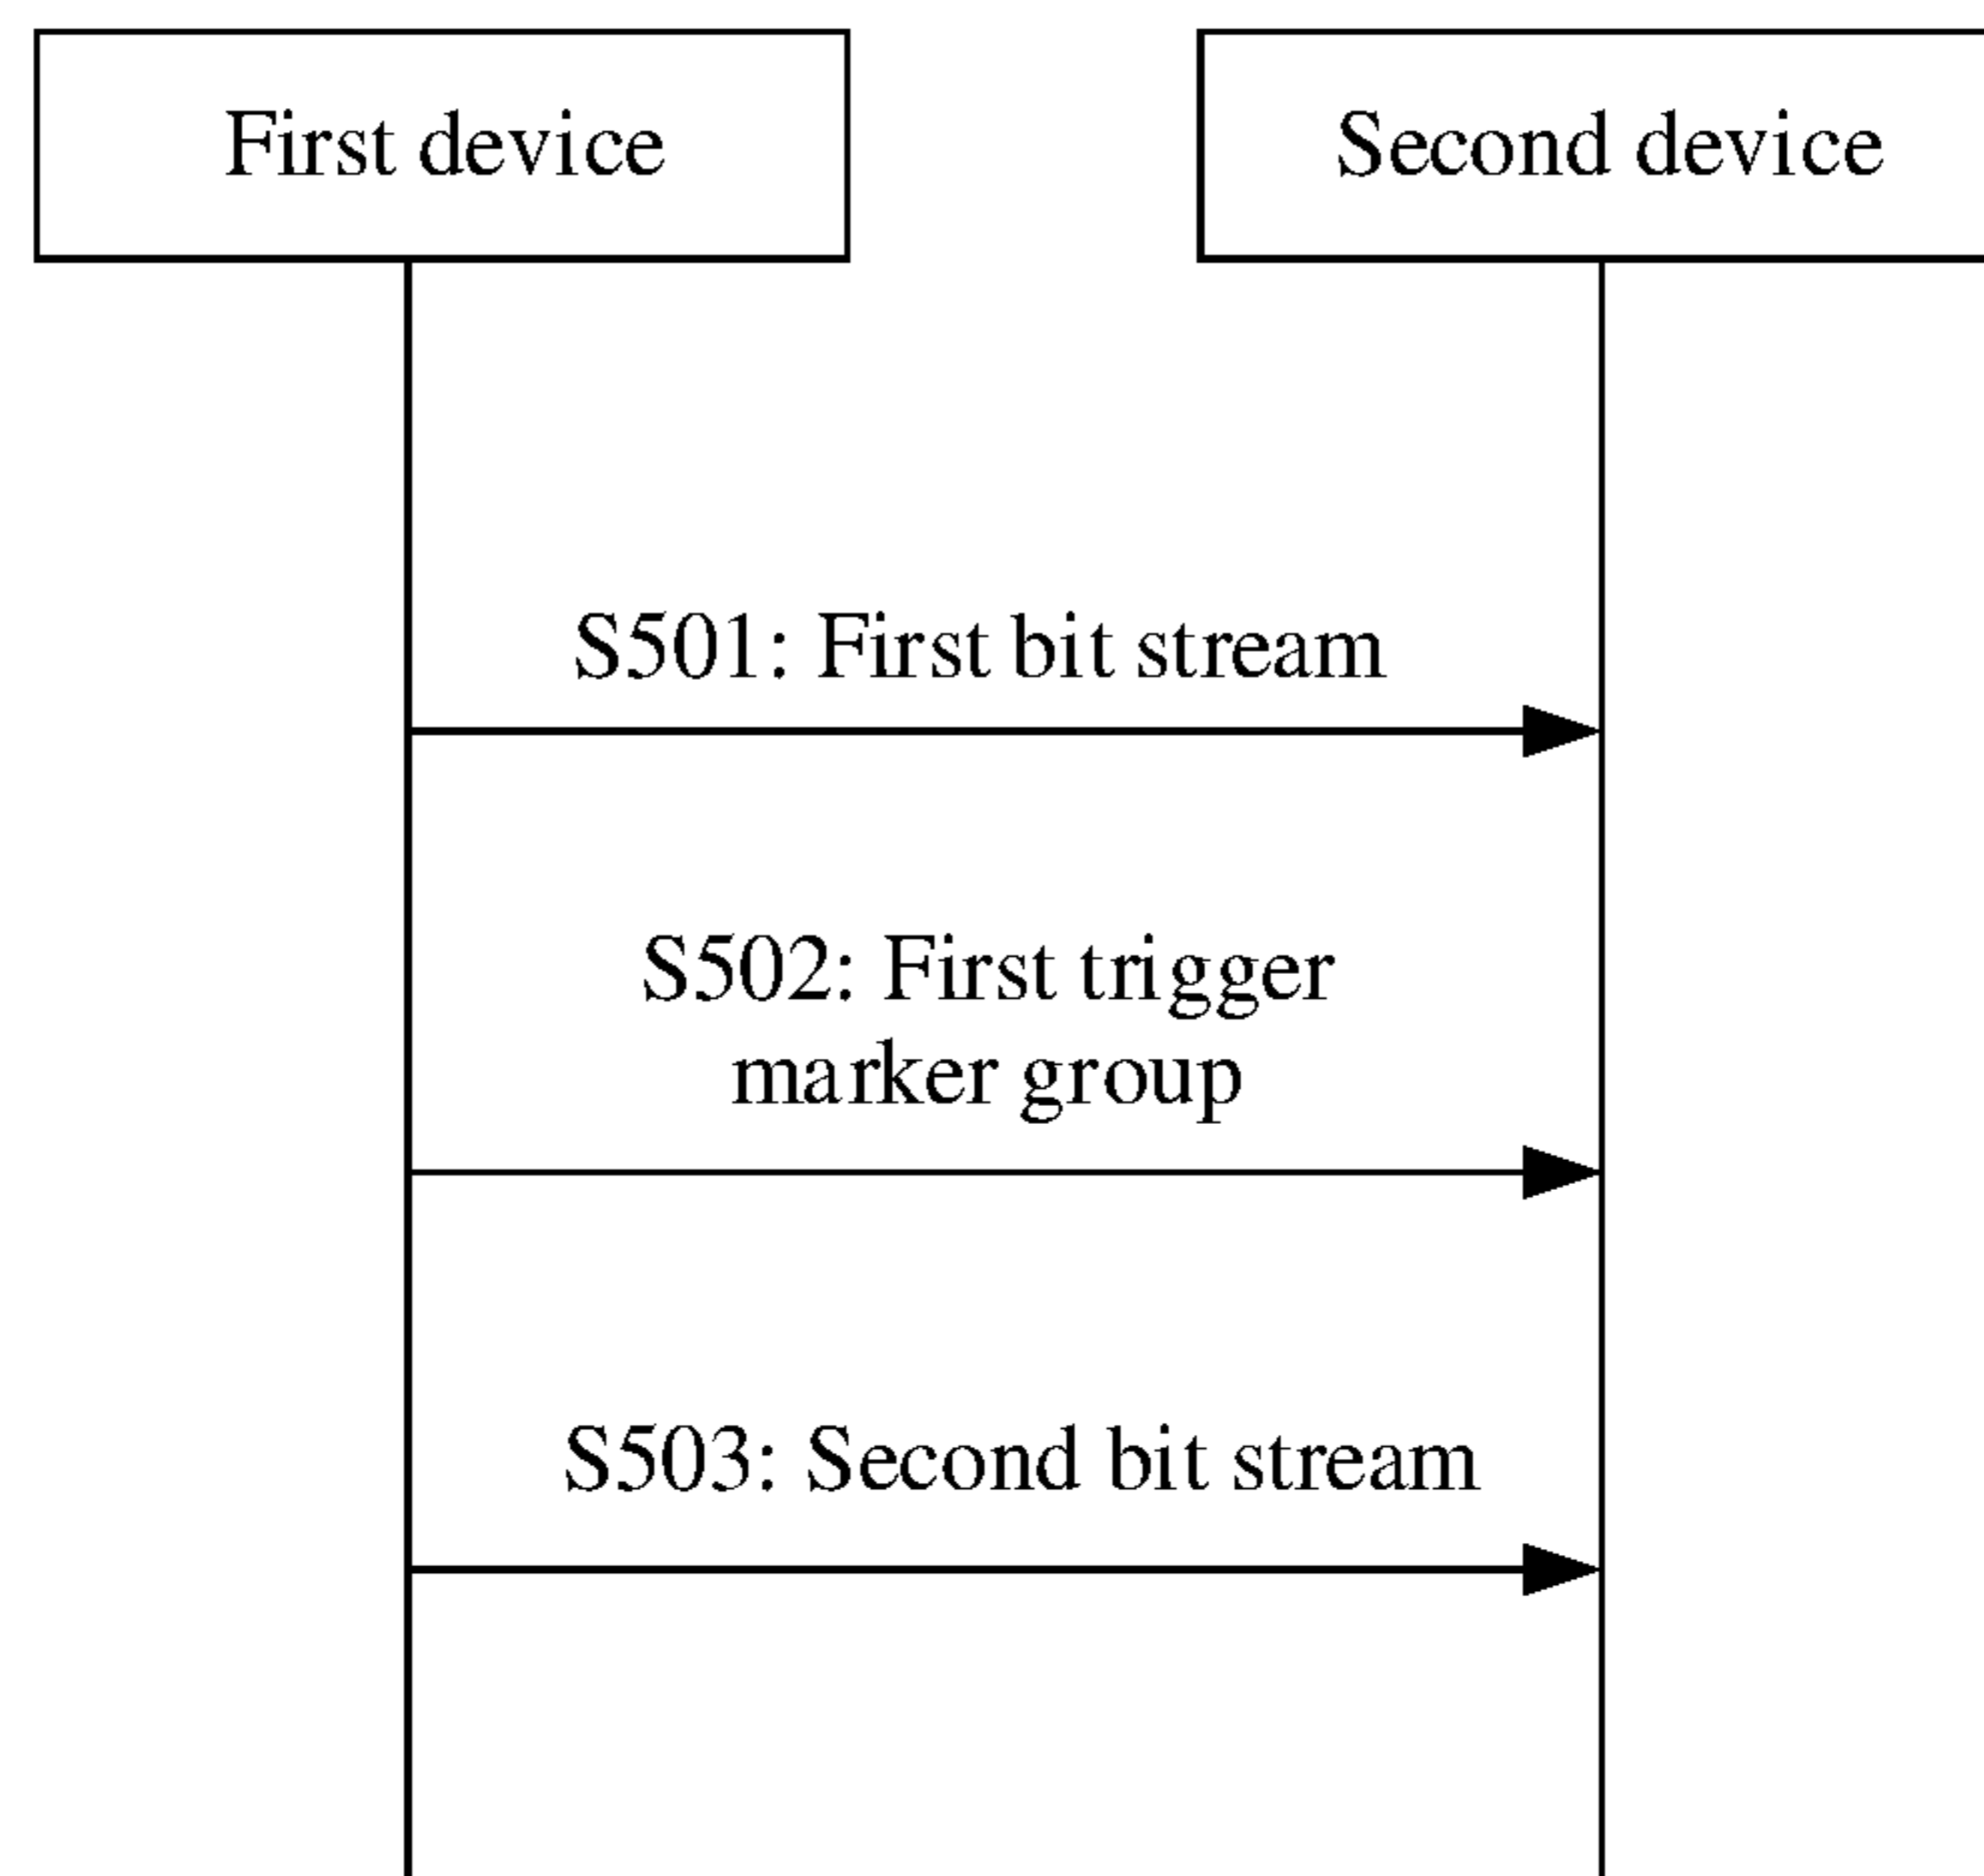 First device
Second device
S501: First bit stream
S502: First trigger
marker group
S503: Second bit stream